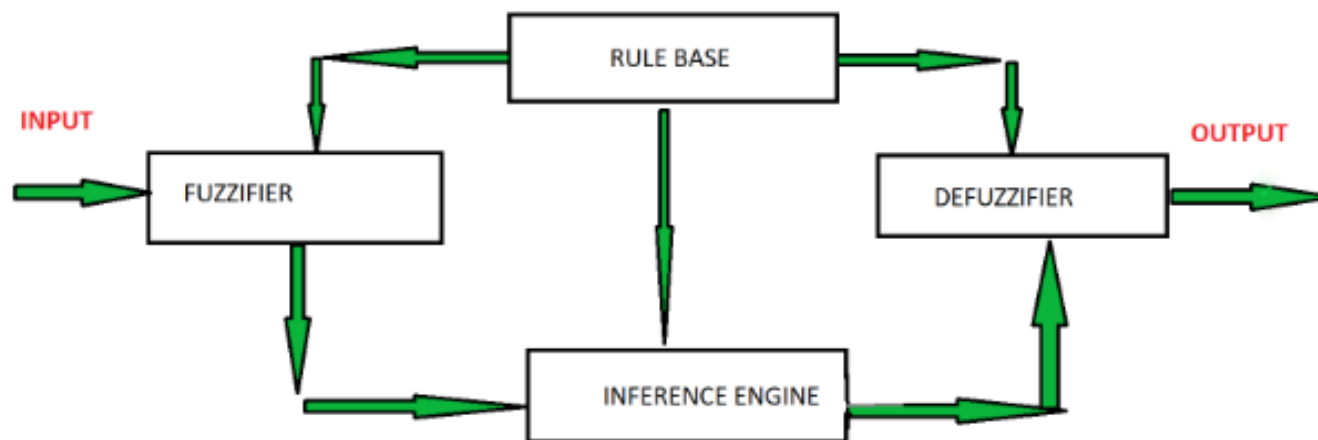 RULE BASE
INPUT
OUTPUT
FUZZIFIER
DEFUZZIFIER
INFERENCE ENGINE